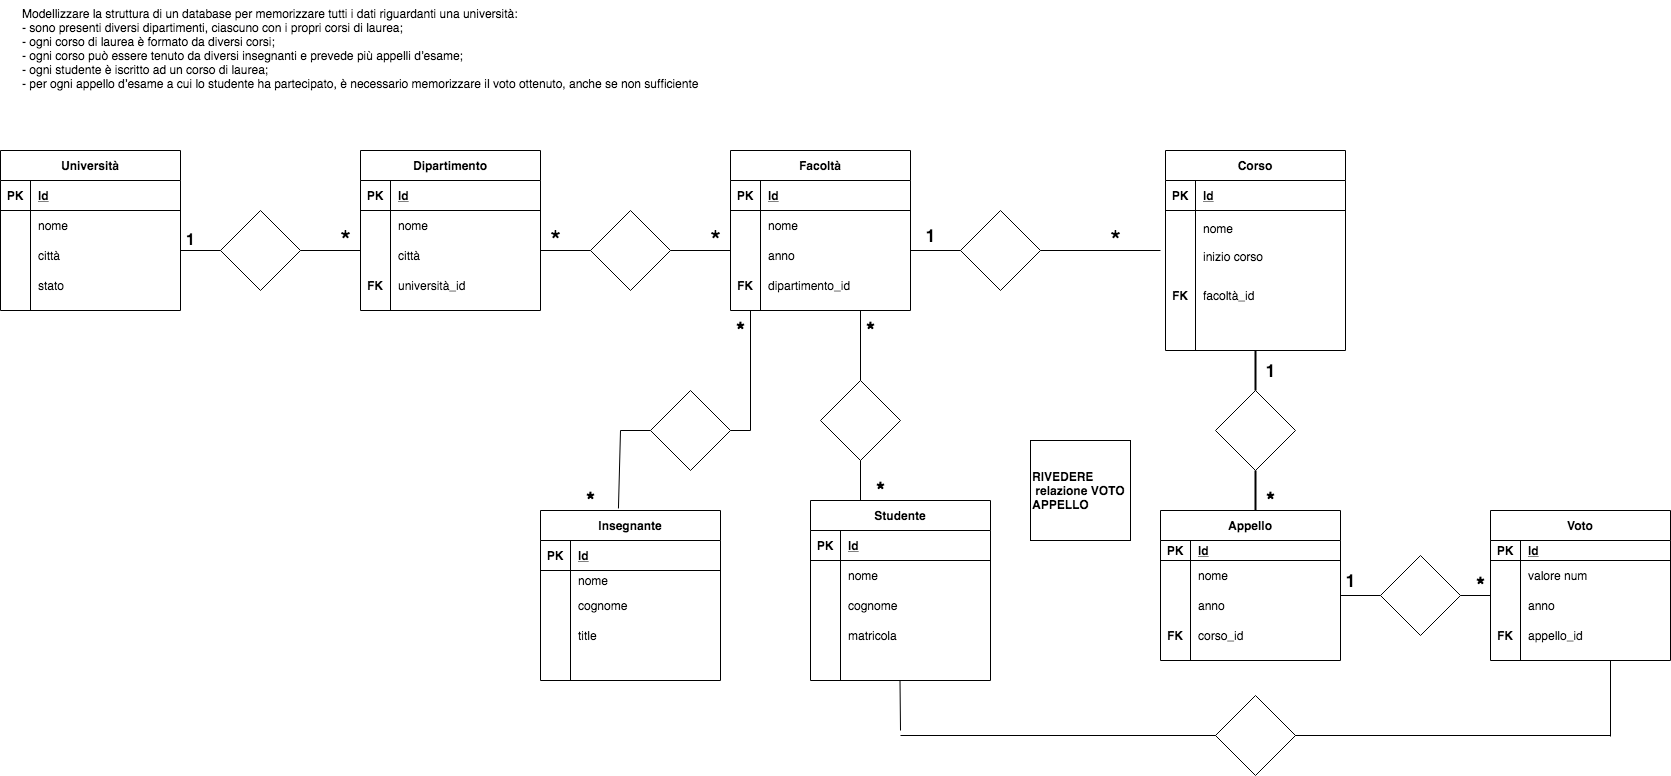 Modellizzare la struttura di un database per memorizzare tutti i dati riguardanti una università:
- sono presenti diversi dipartimenti, ciascuno con i propri corsi di laurea;
- ogni corso di laurea è formato da diversi corsi;
- ogni corso può essere tenuto da diversi insegnanti e prevede più appelli d'esame;
- ogni studente è iscritto ad un corso di laurea;
- per ogni appello d'esame a cui lo studente ha partecipato, è necessario memorizzare il voto ottenuto, anche se non sufficiente
Università
PK Id
nome
città
stato
1
*
Dipartimento
PK Id
nome
città
FK università_id
*
*
Facoltà
PK Id
nome
anno
FK dipartimento_id
1
*
Corso
PK Id
nome
inizio corso
FK facoltà_id
*
*
1
*
*
*
RIVEDERE
relazione VOTO
APPELLO
Insegnante
PK Id
nome
cognome
title
Studente
PK Id
nome
cognome
matricola
Appello
PK Id
nome
anno
FK corso_id
1
*
Voto
PK Id
valore num
anno
FK appello_id